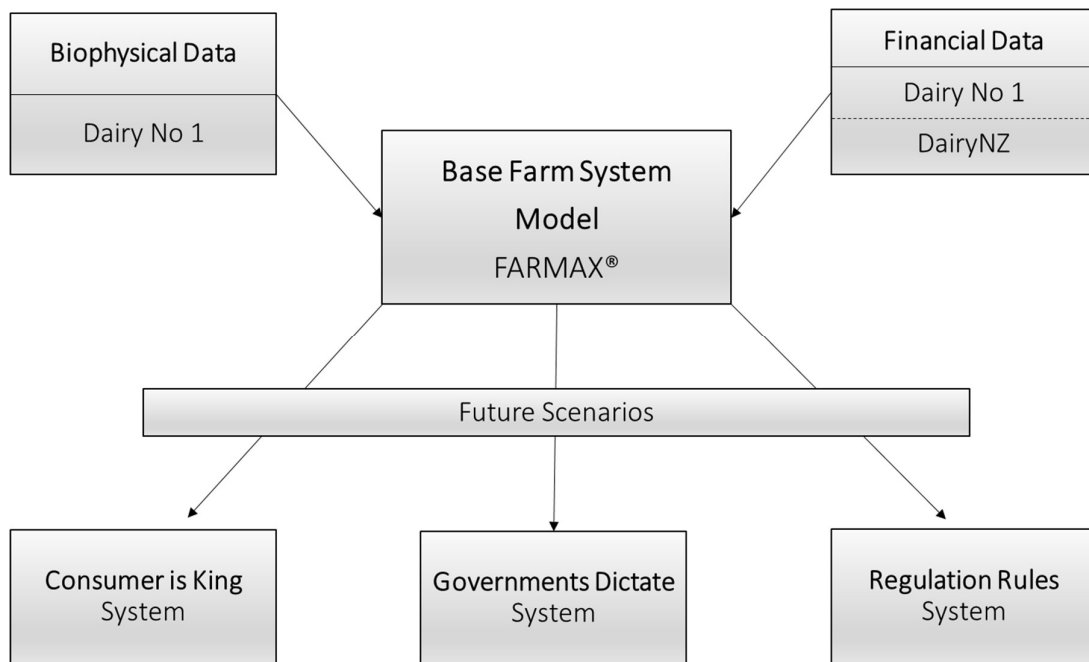 Biophysical Data
Dairy No 1
Financial Data
Dairy No 1
DairyNZ
Base Farm System
Model
FARMAX®
Future Scenarios
Consumer is King
System
Governments Dictate
System
Regulation Rules
System